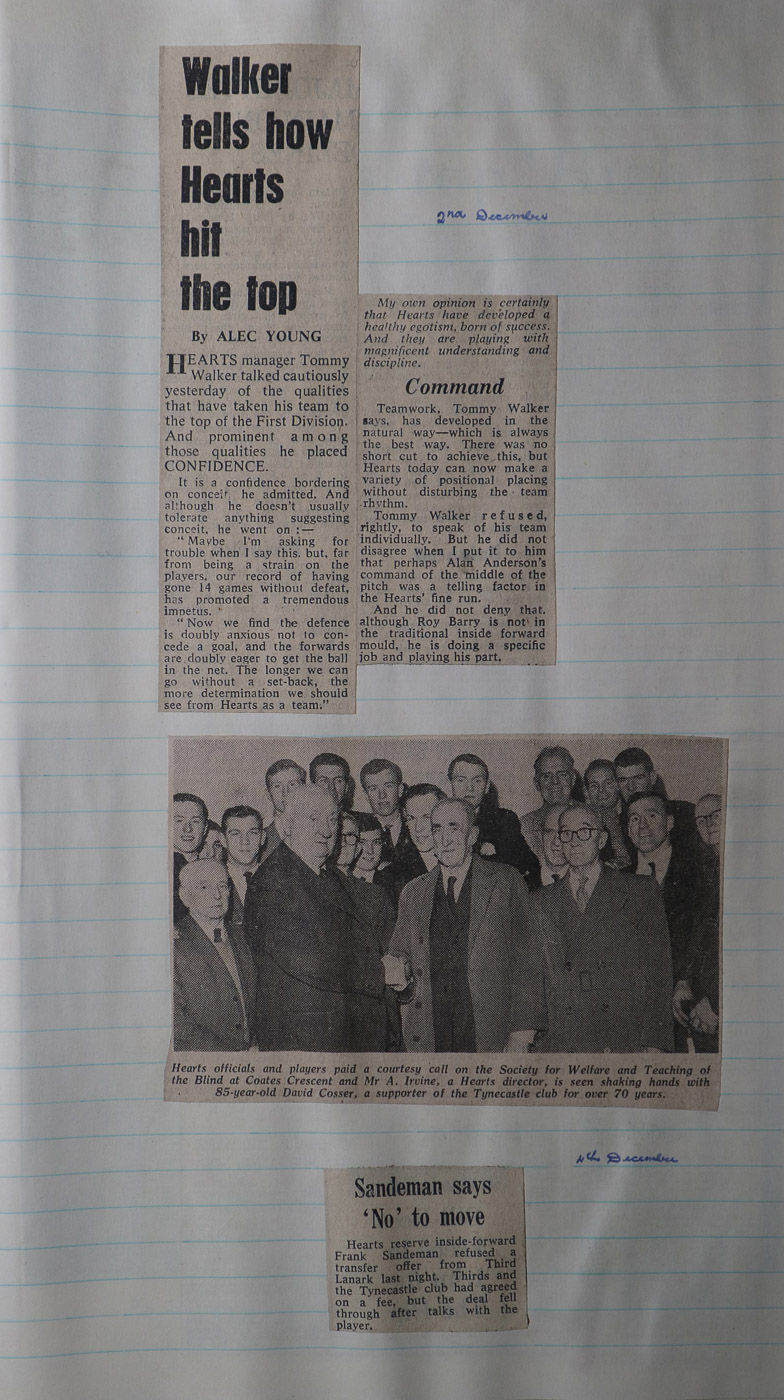 Walker
tells how
Hearts
hit
the top
By ALEC YOUNG
HEARTS manager Tommy
Walker talked cautiously
yesterday of the qualities
that have taken his team to
the top of the First Division.
And prominent among
those qualities he placed
CONFIDENCE.
It is a confidence bordering
on conceit he admitted. And
although he doesn't usually
tolerate anything suggesting
conceit, he went on :—
"Maybe I'm asking for
trouble when I say this, but, far
from being a strain on the
players, our record of having
gone 14 games without defeat,
has promoted a tremendous
impetus.
"Now we find the defence
is doubly anxious not to con-
cede a goal, and the forwards
are doubly eager to get the ball
in the net. The longer we can
go without a set-back, the
more determination we should
see from Hearts as a team."
2nd December
My own opinion is certainly
that Hearts have developed a
healthy egotism, born of success.
And they are playing with
magnificent understanding and
discipline.
Command
Teamwork, Tommy Walker
says, has developed in the
natural way—which is always
the best way. There was no
short cut to achieve this, but
Hearts today can now make a
variety of positional placing
without disturbing the team
rhythm.
Tommy Walker refused,
rightly, to speak of his team
individually. But he did not
disagree when I put it to him
that perhaps Alan Anderson's
command of the middle of the
pitch was a telling factor in
the Hearts' fine run.
And he did not deny that,
although Roy Barry is not in
the traditional inside forward
mould, he is doing a specific
job and playing his part.
Hearts officials and players paid a courtesy call on the Society for Welfare and Teaching of
the Blind at Coates Crescent and Mr A. Irvine, a Hearts director, is seen shaking hands with
85-year-old David Cosser, a supporter of the Tynecastle club for over 70 years.
4th December
Sandeman says
'No' to move
Hearts reserve inside-forward
Frank Sandeman refused a
transfer offer from Third
Lanark last night. Thirds and
the Tynecastle club had agreed
on a fee, but the deal fell
through after talks with the
player.